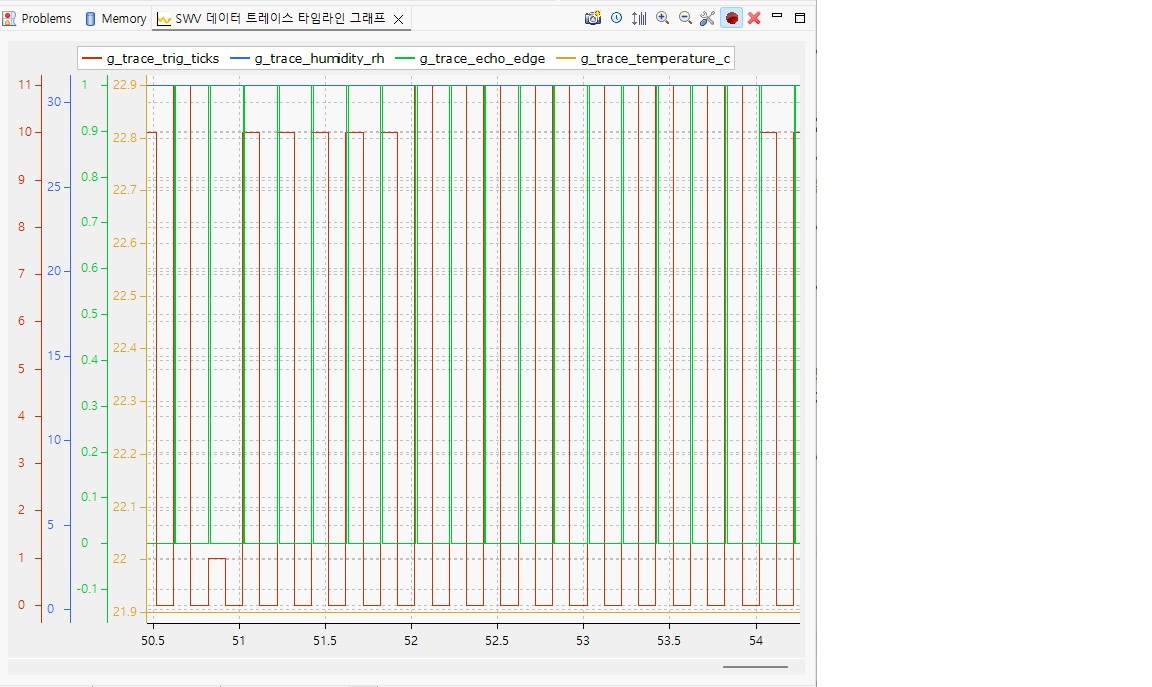 Problems Memory SWV 데이터 트레이스 타임라인 그래프
g_trace_trig_ticks g_trace_humidity_rh g_trace_echo_edge g_trace_temperature_c
11 30 1 22.9
10 0.9 22.8
9 25 0.8 22.7
8 0.7 22.6
7 20 0.6 22.5
6 0.5
5 15 0.4 22.4
4 10 0.3 22.3
3 0.2 22.2
2 5 0.1 22.1
1 0 22
0 0 -0.1 21.9
50.5 51 51.5 52 52.5 53 53.5 54